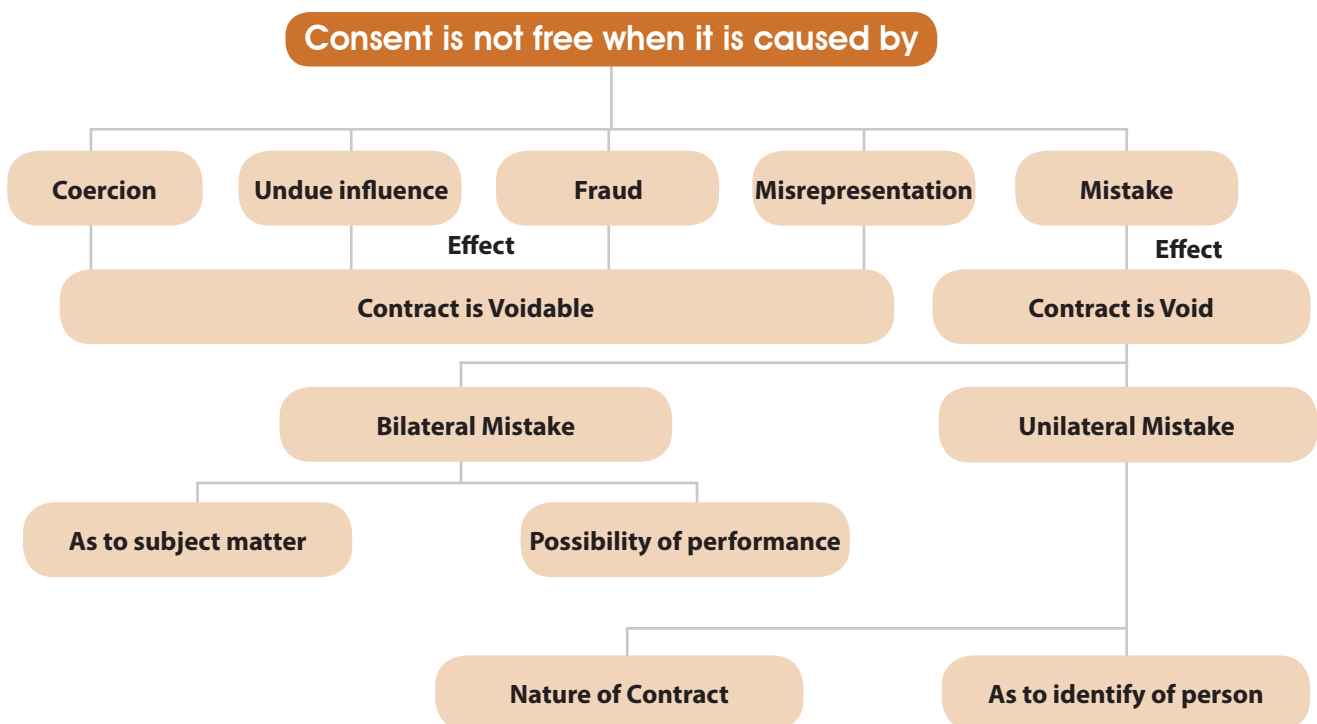 Consent is not free when it is caused by
Coercion
Undue influence
Fraud
Misrepresentation
Mistake
Effect
Effect
Contract is Voidable
Contract is Void
Bilateral Mistake
Unilateral Mistake
As to subject matter
Possibility of performance
Nature of Contract
As to identify of person